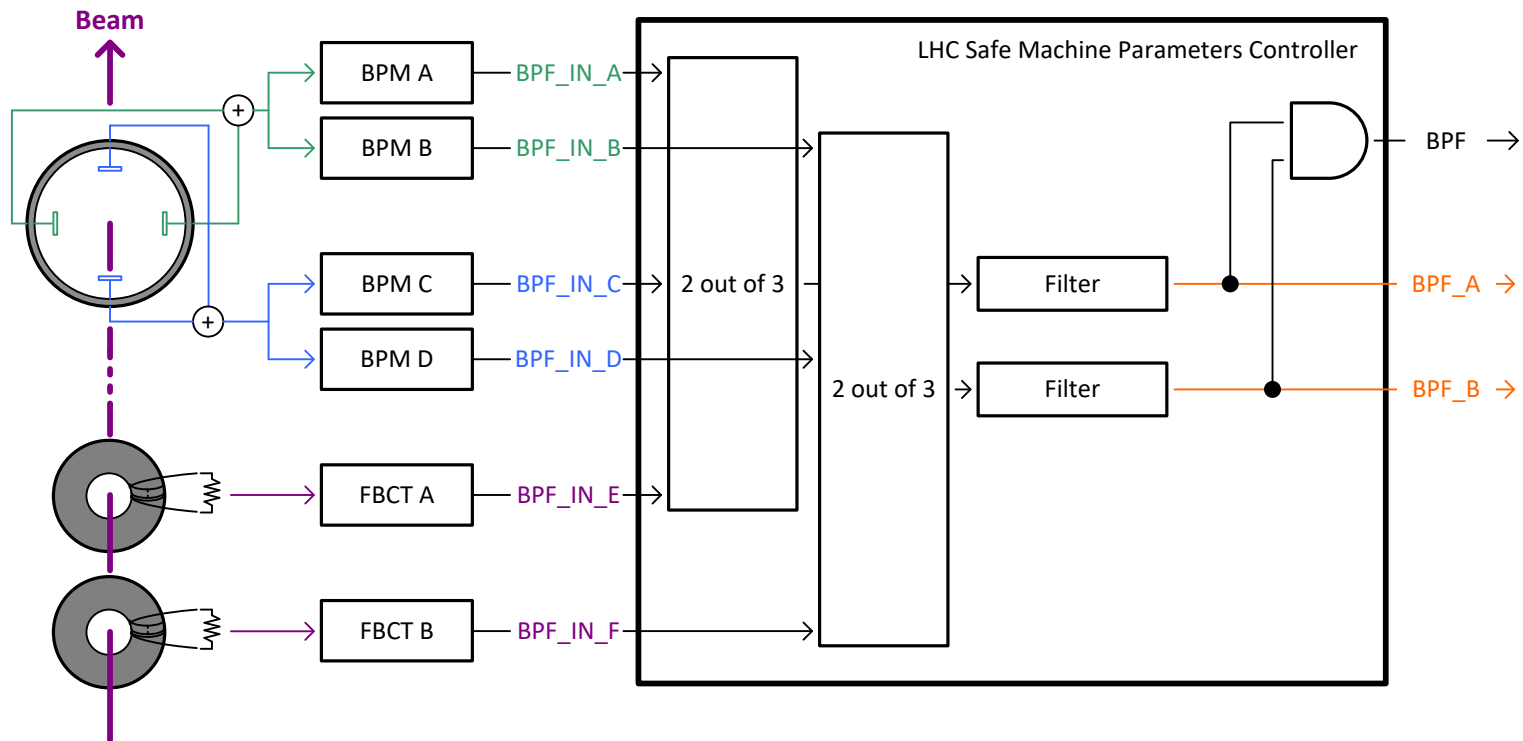 Beam
LHC Safe Machine Parameters Controller
BPM A
BPF_IN_A
BPM B
BPF_IN_B
BPF
+
BPM C
BPF_IN_C
2 out of 3
Filter
BPF_A
+
BPM D
BPF_IN_D
2 out of 3
Filter
BPF_B
FBCT A
BPF_IN_E
FBCT B
BPF_IN_F